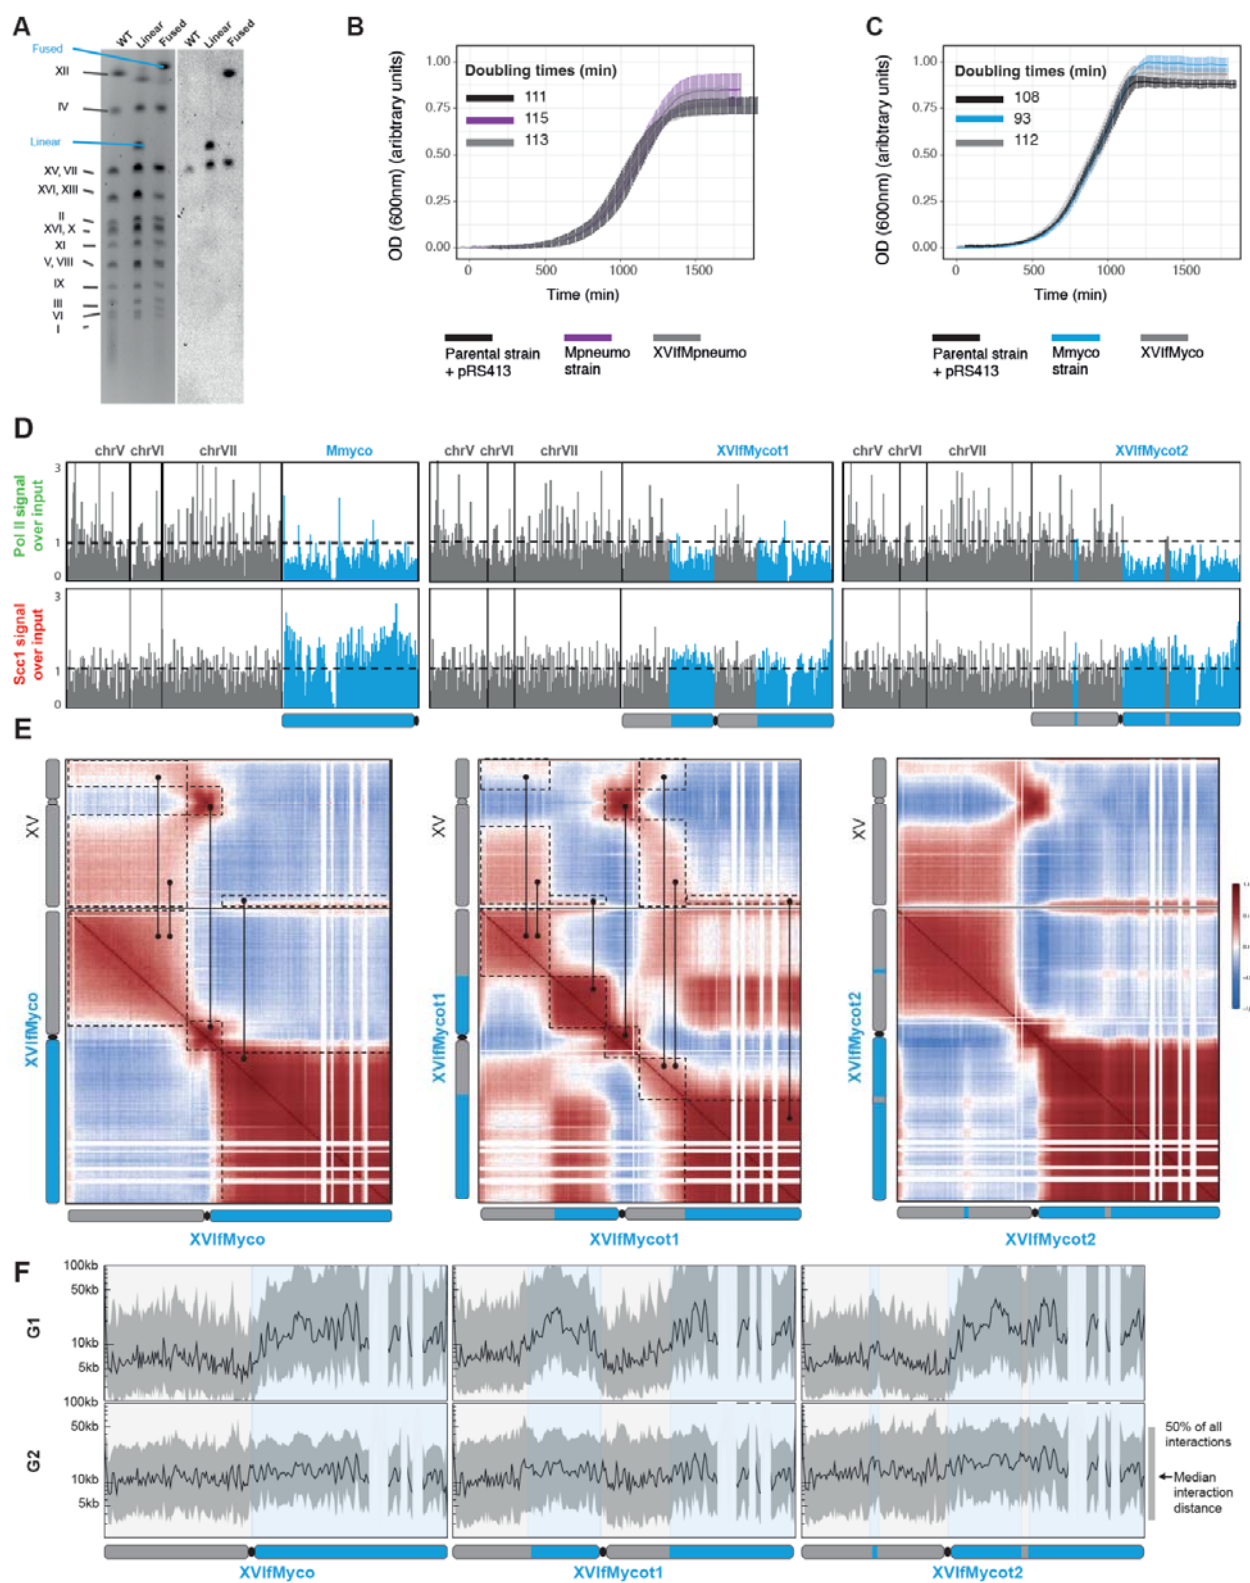 A
WT
Linear
Fused
WT
Linear
Fused
Fused
XII
IV
Linear
XV, VII
XVI, XIII
II
XVI, X
XI
V, VIII
IX
III
VI
I
B
OD (600nm) (aribtrary units)
1.00
0.75
0.50
0.25
0.00
Doubling times (min)
111
115
113
0
500
1000
1500
Time (min)
Parental strain
+ pRS413
Mpneumo
strain
XVIfMpneumo
C
OD (600nm) (aribtrary units)
1.00
0.75
0.50
0.25
0.00
Doubling times (min)
108
93
112
0
500
1000
1500
Time (min)
Parental strain
+ pRS413
Mmyco
strain
XVIfMyco
D
chrV chrVI chrVII Mmyco
chrV chrVI chrVII XVIfMycot1
chrV chrVI chrVII XVIfMycot2
Pol II signal
over input
3
1
0
Scc1 signal
over input
3
1
0
E
XV
XVIfMyco
XVIfMyco
XV
XVIfMycot1
XVIfMycot1
XV
XVIfMycot2
XVIfMycot2
F
G1
100kb
50kb
10kb
5kb
G2
100kb
50kb
10kb
5kb
50% of all
interactions
Median
interaction
distance
XVIfMyco
XVIfMycot1
XVIfMycot2